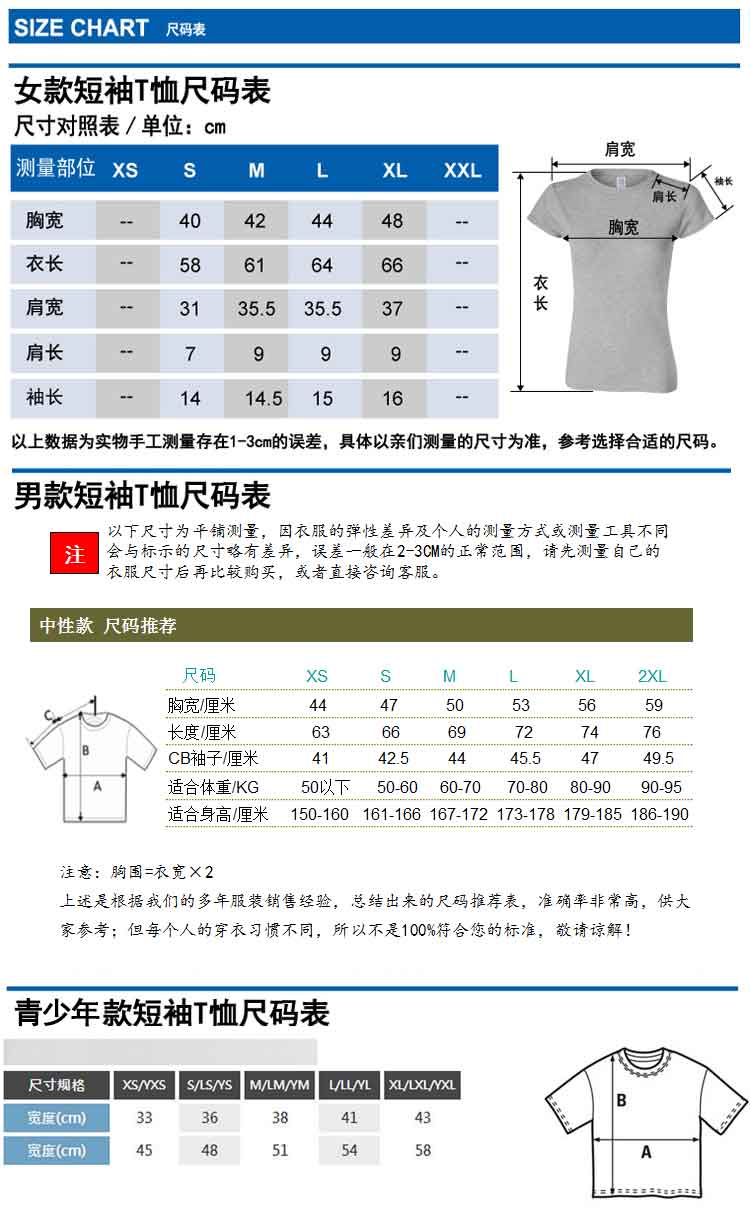 SIZE CHART 尺码表
女款短袖T恤尺码表
尺寸对照表 / 单位：cm
测量部位 XS S M L XL XXL
胸宽 -- 40 42 44 48 --
衣长 -- 58 61 64 66 --
肩宽 -- 31 35.5 35.5 37 --
肩长 -- 7 9 9 9 --
袖长 -- 14 14.5 15 16 --
肩宽
袖长
肩长
胸宽
衣长
以上数据为实物手工测量存在1-3cm的误差，具体以亲们测量的尺寸为准，参考选择合适的尺码。
男款短袖T恤尺码表
注
以下尺寸为平铺测量，因衣服的弹性差异及个人的测量方式或测量工具不同
会与标示的尺寸略有差异，误差一般在2-3CM的正常范围，请先测量自己的
衣服尺寸后再比较购买，或者直接咨询客服。
中性款 尺码推荐
尺码 XS S M L XL 2XL
胸宽/厘米 44 47 50 53 56 59
长度/厘米 63 66 69 72 74 76
CB袖子/厘米 41 42.5 44 45.5 47 49.5
适合体重/KG 50以下 50-60 60-70 70-80 80-90 90-95
适合身高/厘米 150-160 161-166 167-172 173-178 179-185 186-190
C
B
A
注意：胸围=衣宽×2
上述是根据我们的多年服装销售经验，总结出来的尺码推荐表，准确率非常高，供大
家参考；但每个人的穿衣习惯不同，所以不是100%符合您的标准，敬请谅解！
青少年款短袖T恤尺码表
尺寸规格 XS/YXS S/LS/YS M/LM/YM L/LL/YL XL/LXL/YXL
宽度(cm) 33 36 38 41 43
宽度(cm) 45 48 51 54 58
B
A